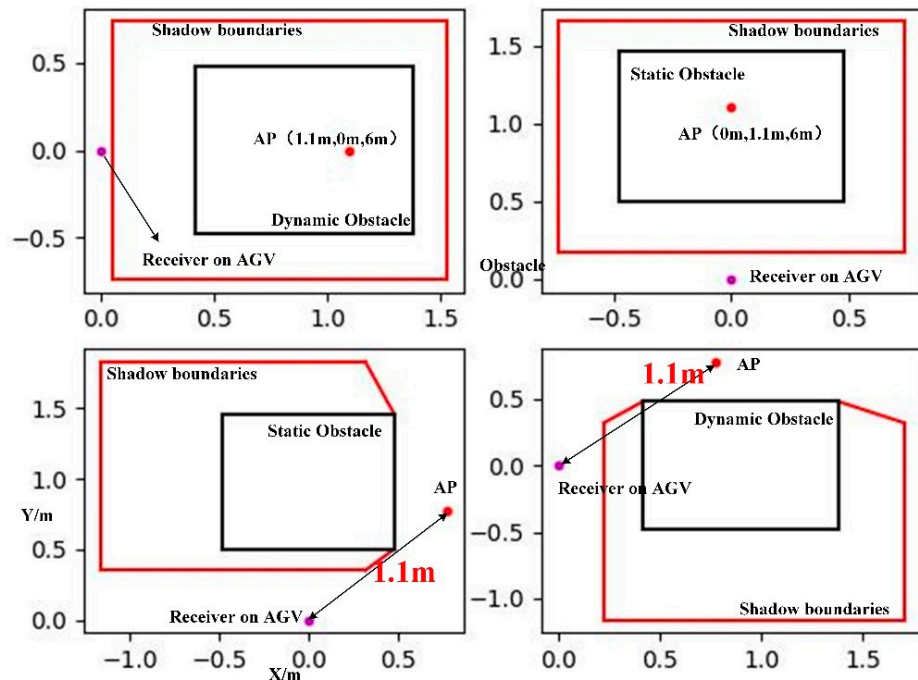 Shadow boundaries
0.5
AP（1.1m,0m,6m）
0.0
Dynamic Obstacle
−0.5
Receiver on AGV
0.0
0.5
1.0
1.5
Shadow boundaries
1.5
Static Obstacle
1.0
AP（0m,1.1m,6m）
0.5
Obstacle
0.0
Receiver on AGV
−0.5
0.0
0.5
Shadow boundaries
1.5
Static Obstacle
1.0
AP
Y/m
0.5
1.1m
Receiver on AGV
0.0
−1.0
−0.5
0.0
0.5
X/m
1.1m
AP
0.5
Dynamic Obstacle
0.0
Receiver on AGV
−0.5
−1.0
Shadow boundaries
0.0
0.5
1.0
1.5